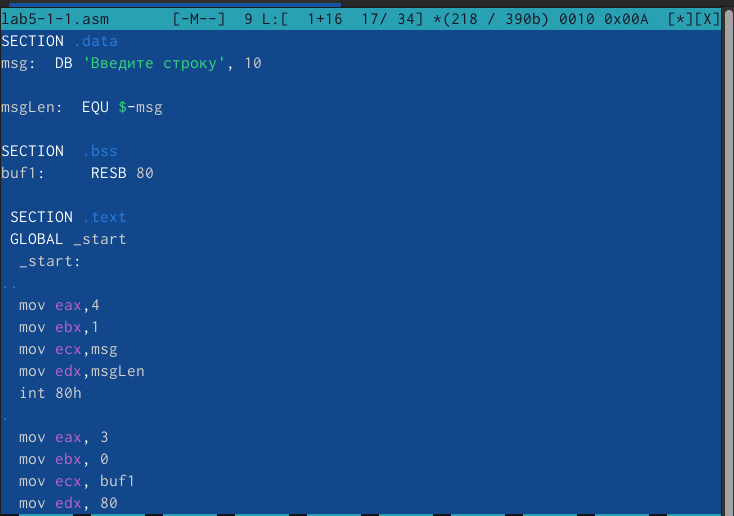 lab5-1-1.asm       [-M--]  9 L:[  1+16  17/ 34] *(218 / 390b) 0010 0x00A  [*][X]
SECTION .data
msg:  DB 'Введите строку', 10
msgLen:  EQU $-msg
SECTION  .bss
buf1:     RESB 80
SECTION .text
GLOBAL _start
_start:
..
mov eax,4
mov ebx,1
mov ecx,msg
mov edx,msgLen
int 80h
.
mov eax, 3
mov ebx, 0
mov ecx, buf1
mov edx, 80